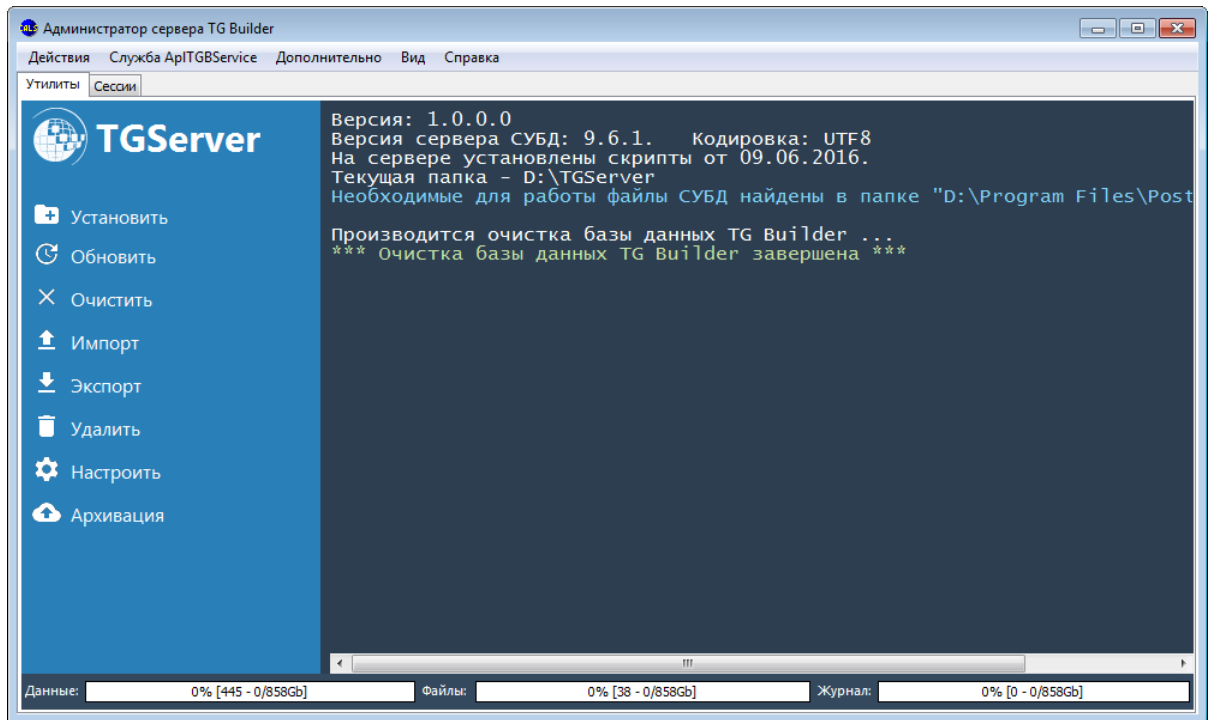 Администратор сервера TG Builder
Действия Служба AplTGBService Дополнительно Вид Справка
Утилиты Сессии
TGServer
Установить
Обновить
Очистить
Импорт
Экспорт
Удалить
Настроить
Архивация
Версия: 1.0.0.0
Версия сервера СУБД: 9.6.1. Кодировка: UTF8
На сервере установлены скрипты от 09.06.2016.
Текущая папка – D:\TGServer
Необходимые для работы файлы СУБД найдены в папке "D:\Program Files\Post
Производится очистка базы данных TG Builder ...
*** Очистка базы данных TG Builder завершена ***
Данные: 0% [445 - 0/858Gb] Файлы: 0% [38 - 0/858Gb] Журнал: 0% [0 - 0/858Gb]